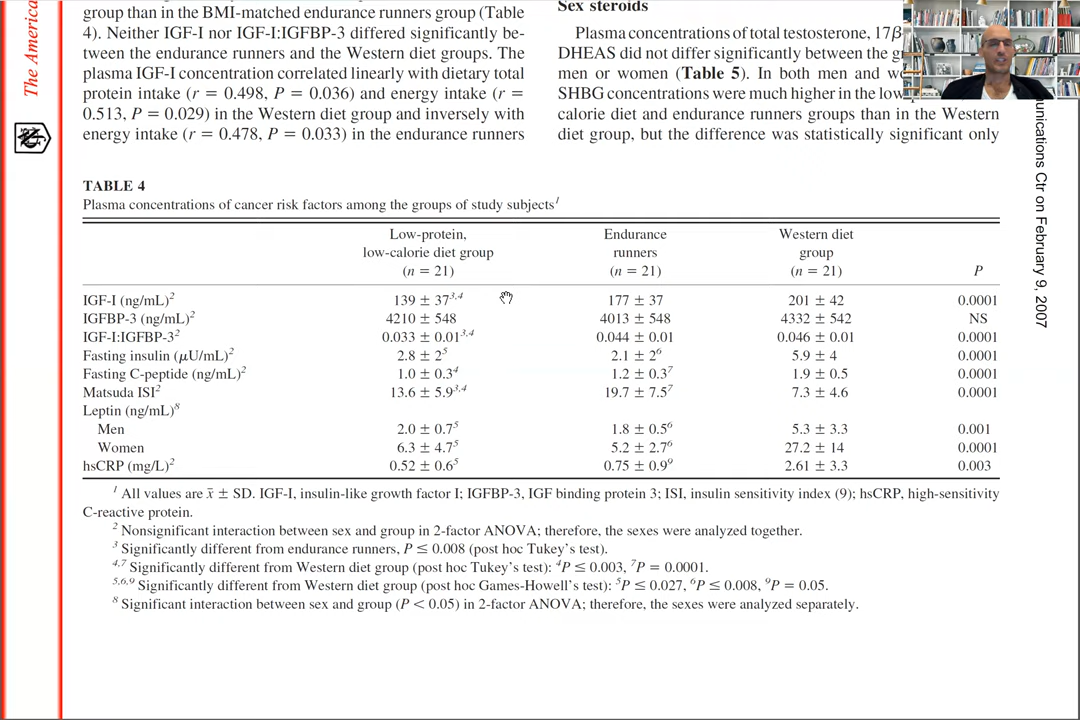 The America
group than in the BMI-matched endurance runners group (Table
4). Neither IGF-I nor IGF-I:IGFBP-3 differed significantly be-
tween the endurance runners and the Western diet groups. The
plasma IGF-I concentration correlated linearly with dietary total
protein intake (r = 0.498, P = 0.036) and energy intake (r =
0.513, P = 0.029) in the Western diet group and inversely with
energy intake (r = 0.478, P = 0.033) in the endurance runners
Sex steroids
Plasma concentrations of total testosterone, 17β
DHEAS did not differ significantly between the g
men or women (Table 5). In both men and w
SHBG concentrations were much higher in the low
calorie diet and endurance runners groups than in the Western
diet group, but the difference was statistically significant only
unications Ctr on February 9, 2007
TABLE 4
Plasma concentrations of cancer risk factors among the groups of study subjects¹
Low-protein, low-calorie diet group (n = 21) Endurance runners (n = 21) Western diet group (n = 21) P
IGF-I (ng/mL)² 139 ± 37³,⁴ 177 ± 37 201 ± 42 0.0001
IGFBP-3 (ng/mL)² 4210 ± 548 4013 ± 548 4332 ± 542 NS
IGF-I:IGFBP-3² 0.033 ± 0.01³,⁴ 0.044 ± 0.01 0.046 ± 0.01 0.0001
Fasting insulin (μU/mL)² 2.8 ± 2⁵ 2.1 ± 2⁶ 5.9 ± 4 0.0001
Fasting C-peptide (ng/mL)² 1.0 ± 0.3⁴ 1.2 ± 0.3⁷ 1.9 ± 0.5 0.0001
Matsuda ISI² 13.6 ± 5.9³,⁴ 19.7 ± 7.5⁷ 7.3 ± 4.6 0.0001
Leptin (ng/mL)⁸
Men 2.0 ± 0.7⁵ 1.8 ± 0.5⁶ 5.3 ± 3.3 0.001
Women 6.3 ± 4.7⁵ 5.2 ± 2.7⁶ 27.2 ± 14 0.0001
hsCRP (mg/L)² 0.52 ± 0.6⁵ 0.75 ± 0.9⁹ 2.61 ± 3.3 0.003
¹ All values are x̄ ± SD. IGF-I, insulin-like growth factor I; IGFBP-3, IGF binding protein 3; ISI, insulin sensitivity index (9); hsCRP, high-sensitivity
C-reactive protein.
² Nonsignificant interaction between sex and group in 2-factor ANOVA; therefore, the sexes were analyzed together.
³ Significantly different from endurance runners, P ≤ 0.008 (post hoc Tukey's test).
⁴,⁷ Significantly different from Western diet group (post hoc Tukey's test): ⁴P ≤ 0.003, ⁷P = 0.0001.
⁵,⁶,⁹ Significantly different from Western diet group (post hoc Games-Howell's test): ⁵P ≤ 0.027, ⁶P ≤ 0.008, ⁹P = 0.05.
⁸ Significant interaction between sex and group (P < 0.05) in 2-factor ANOVA; therefore, the sexes were analyzed separately.